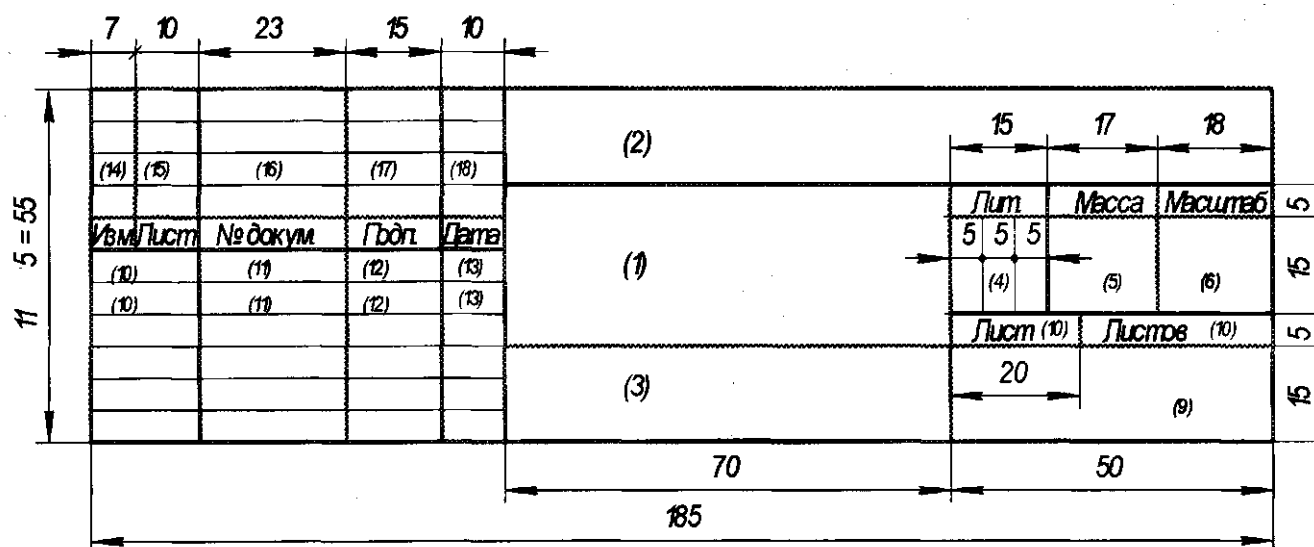 7 10 23 15 10
(2) 15 17 18
(14) (15) (16) (17) (18)
Лит. Масса Масштаб 5
Изм Лист № докум. Подп. Дата
5 5 5
11 5 = 55
(10) (11) (12) (13)
(1)
(4) (5) (6) 15
(10) (11) (12) (13)
Лист (10) Листов (10) 5
20
(3)
(9) 15
70 50
185